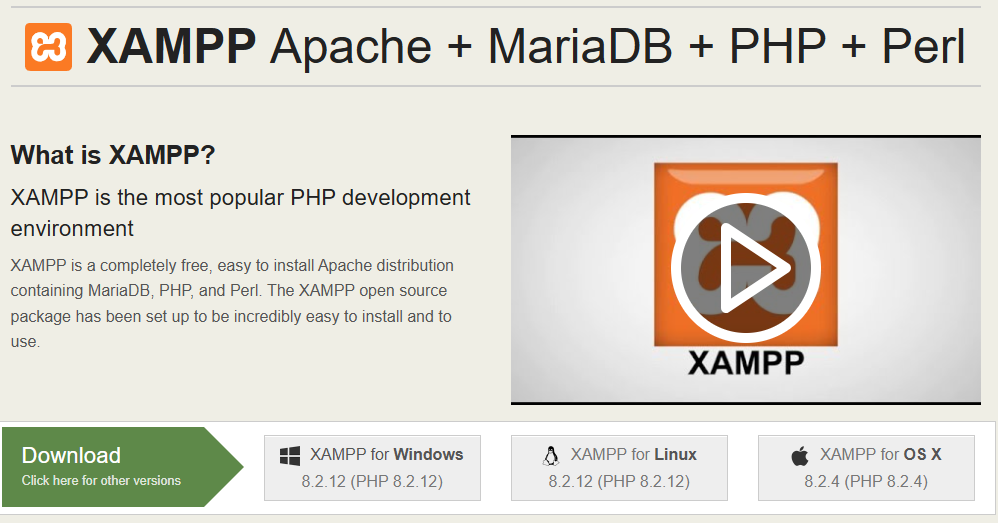 XAMPP Apache + MariaDB + PHP + Perl
What is XAMPP?
XAMPP is the most popular PHP development
environment
XAMPP is a completely free, easy to install Apache distribution
containing MariaDB, PHP, and Perl. The XAMPP open source
package has been set up to be incredibly easy to install and to
use.
XAMPP
Download
Click here for other versions
XAMPP for Windows
8.2.12 (PHP 8.2.12)
XAMPP for Linux
8.2.12 (PHP 8.2.12)
XAMPP for OS X
8.2.4 (PHP 8.2.4)